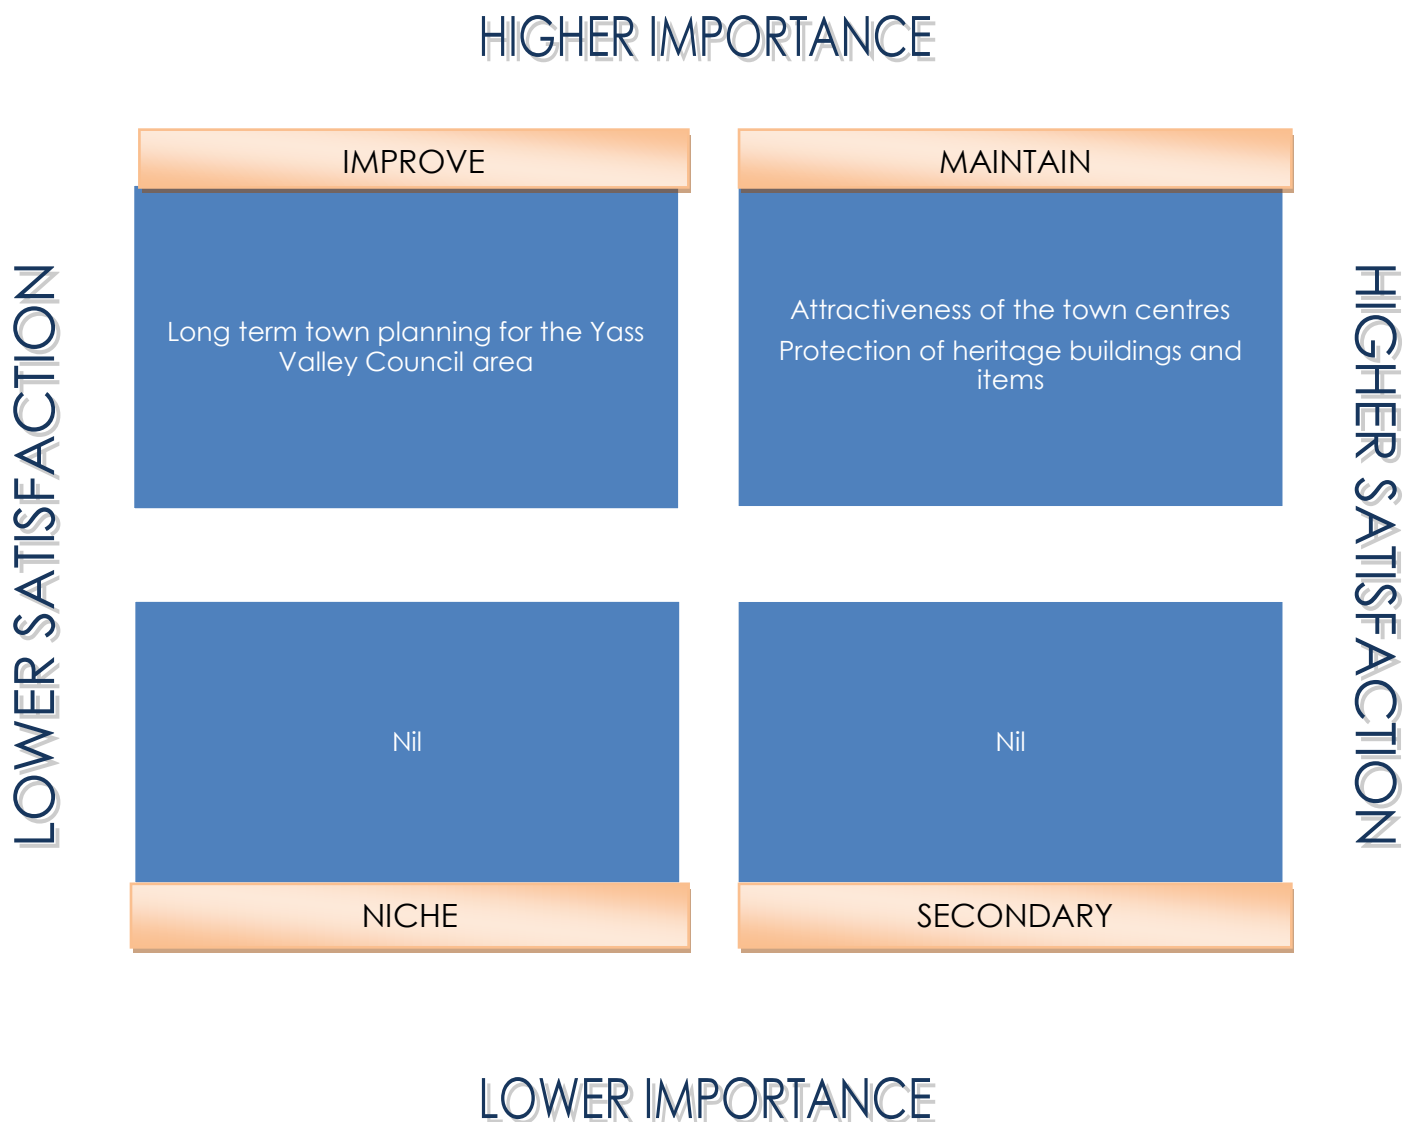 HIGHER IMPORTANCE
IMPROVE
MAINTAIN
LOWER SATISFACTION
Long term town planning for the Yass
Valley Council area
Attractiveness of the town centres
Protection of heritage buildings and
items
HIGHER SATISFACTION
Nil
Nil
NICHE
SECONDARY
LOWER IMPORTANCE